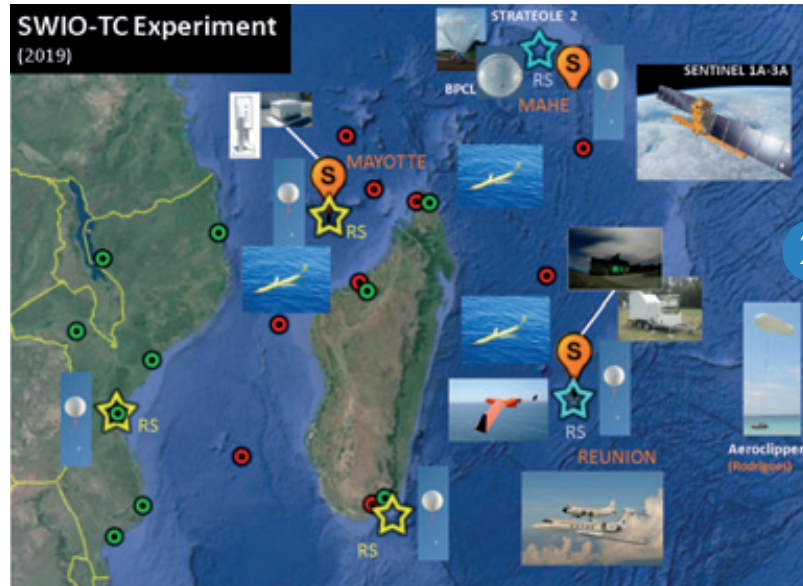 SWIO-TC Experiment
(2019)
STRATEOLE 2
BPCL
RS
S
MAHE
SENTINEL 1A-3A
MAYOTTE
S
RS
S
RS
RS
REUNION
RS
Aeroclipper
(Rodrigues)
2